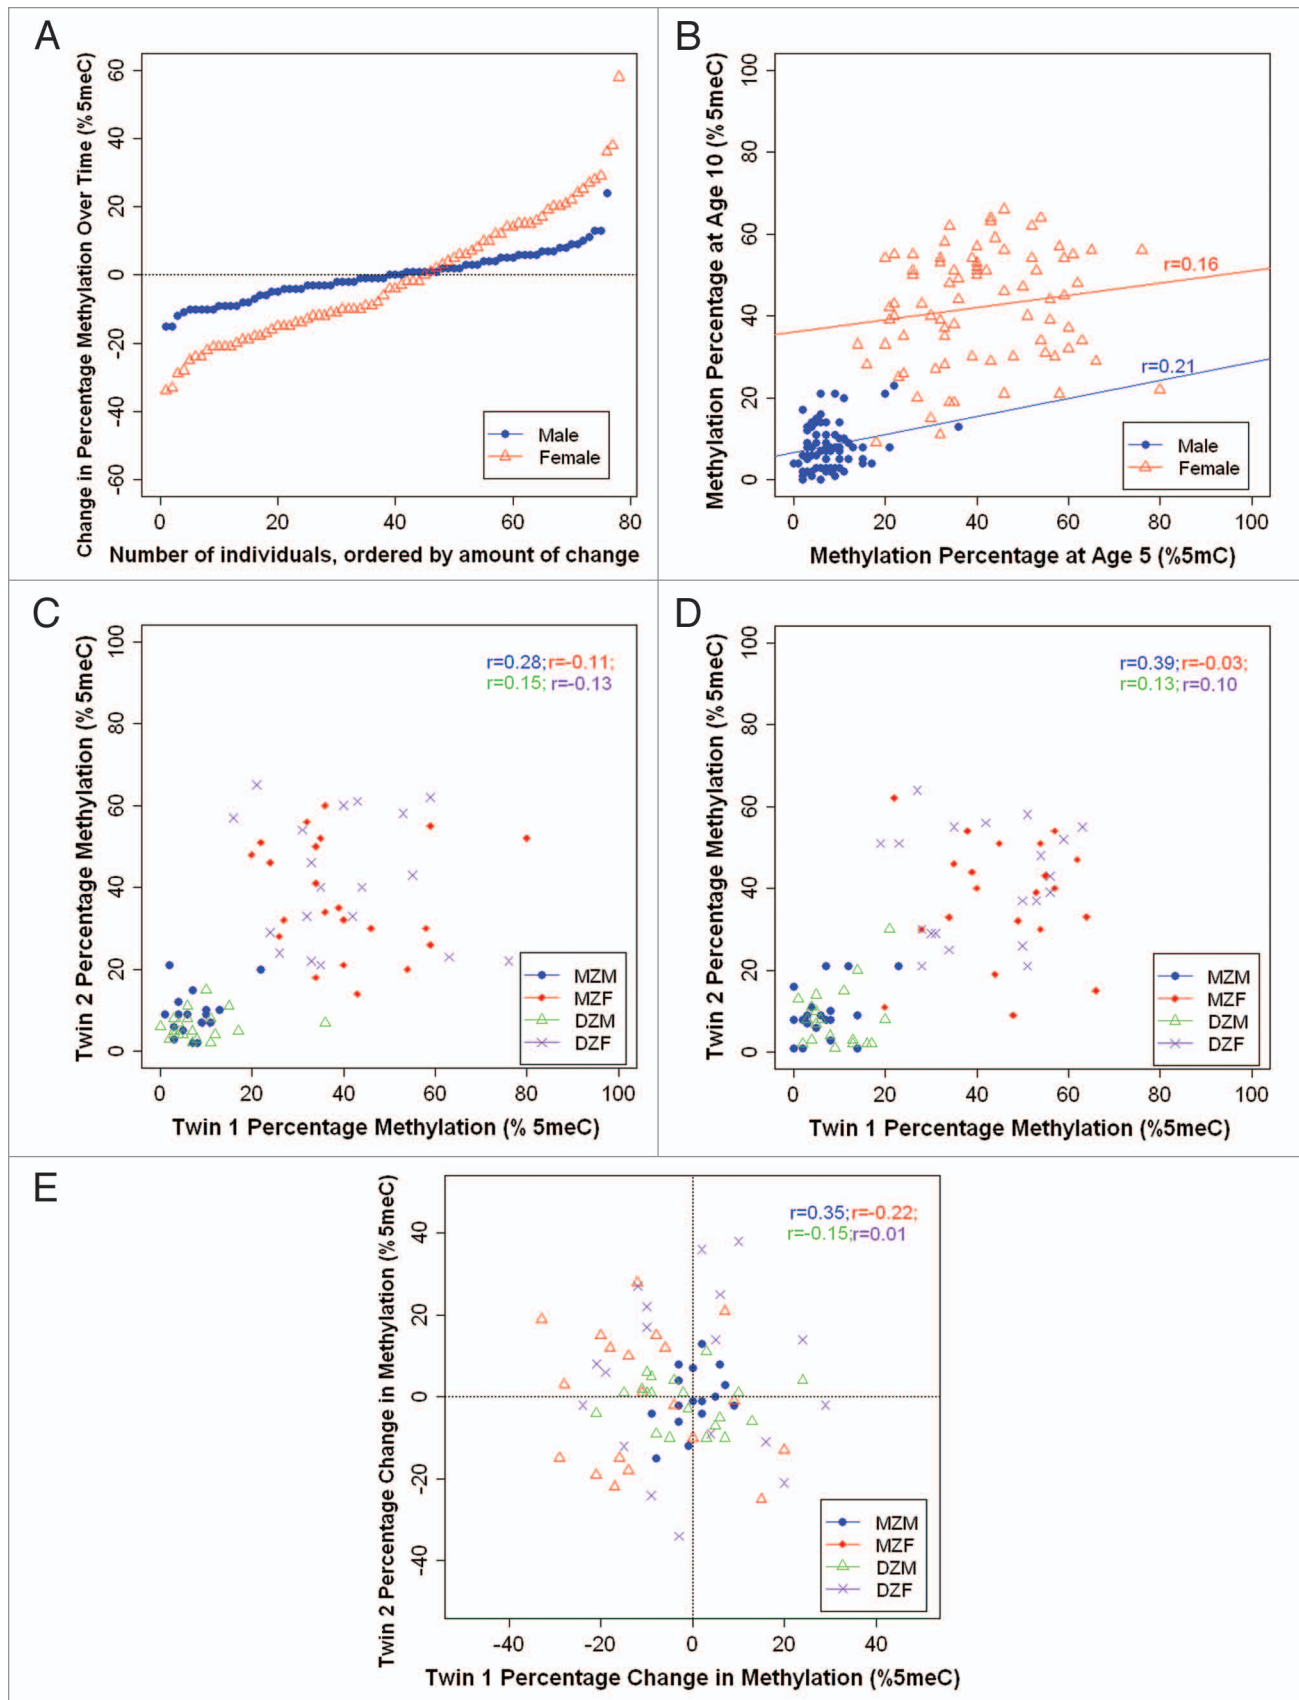 A
Change in Percentage Methylation Over Time (%5meC)
60
40
20
0
-20
-40
-60
Male
Female
0 20 40 60 80
Number of individuals, ordered by amount of change
B
Methylation Percentage at Age 10 (%5meC)
100
80
60
40
20
0
r=0.16
r=0.21
Male
Female
0 20 40 60 80 100
Methylation Percentage at Age 5 (%5mC)
C
Twin 2 Percentage Methylation (%5meC)
100
80
60
40
20
0
r=0.28; r=-0.11;
r=0.15; r=-0.13
MZM
MZF
DZM
DZF
0 20 40 60 80 100
Twin 1 Percentage Methylation (% 5meC)
D
Twin 2 Percentage Methylation (%5meC)
100
80
60
40
20
0
r=0.39; r=-0.03;
r=0.13; r=0.10
MZM
MZF
DZM
DZF
0 20 40 60 80 100
Twin 1 Percentage Methylation (%5meC)
E
Twin 2 Percentage Change in Methylation (%5meC)
40
20
0
-20
-40
r=0.35; r=-0.22;
r=-0.15; r=0.01
MZM
MZF
DZM
DZF
-40 -20 0 20 40
Twin 1 Percentage Change in Methylation (%5meC)